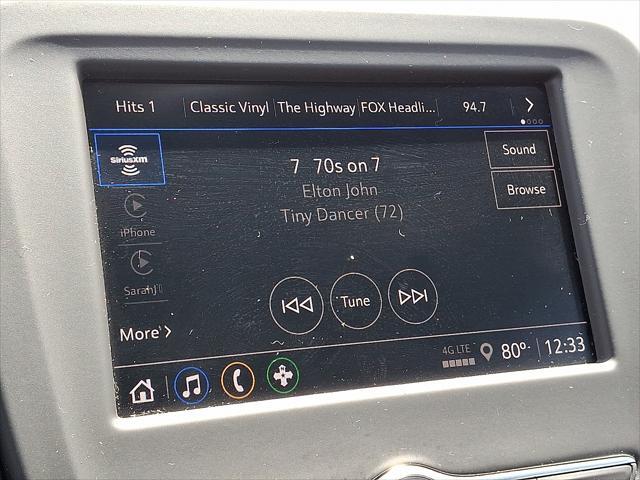 Hits 1 Classic Vinyl The Highway FOX Headli... 94.7
SiriusXM
7 70s on 7
Sound
Elton John
Browse
Tiny Dancer (72)
iPhone
SarahJ
Tune
More
4G LTE 80° 12:33